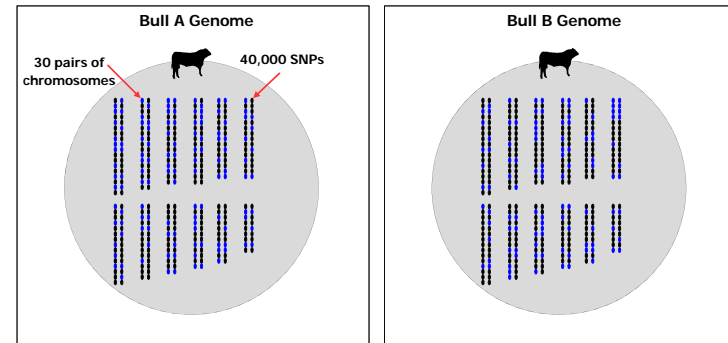 Bull A Genome
30 pairs of
chromosomes
40,000 SNPs
Bull B Genome